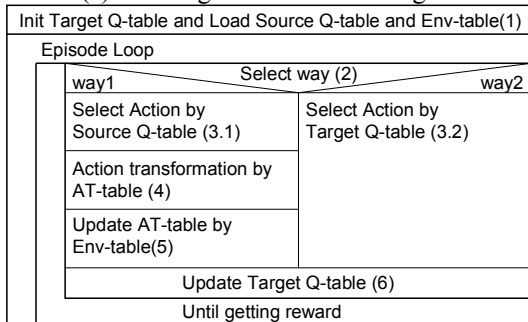 Init Target Q-table and Load Source Q-table and Env-table(1)
Episode Loop
Select way (2)
way1
way2
Select Action by
Source Q-table (3.1)
Select Action by
Target Q-table (3.2)
Action transformation by
AT-table (4)
Update AT-table by
Env-table(5)
Update Target Q-table (6)
Until getting reward